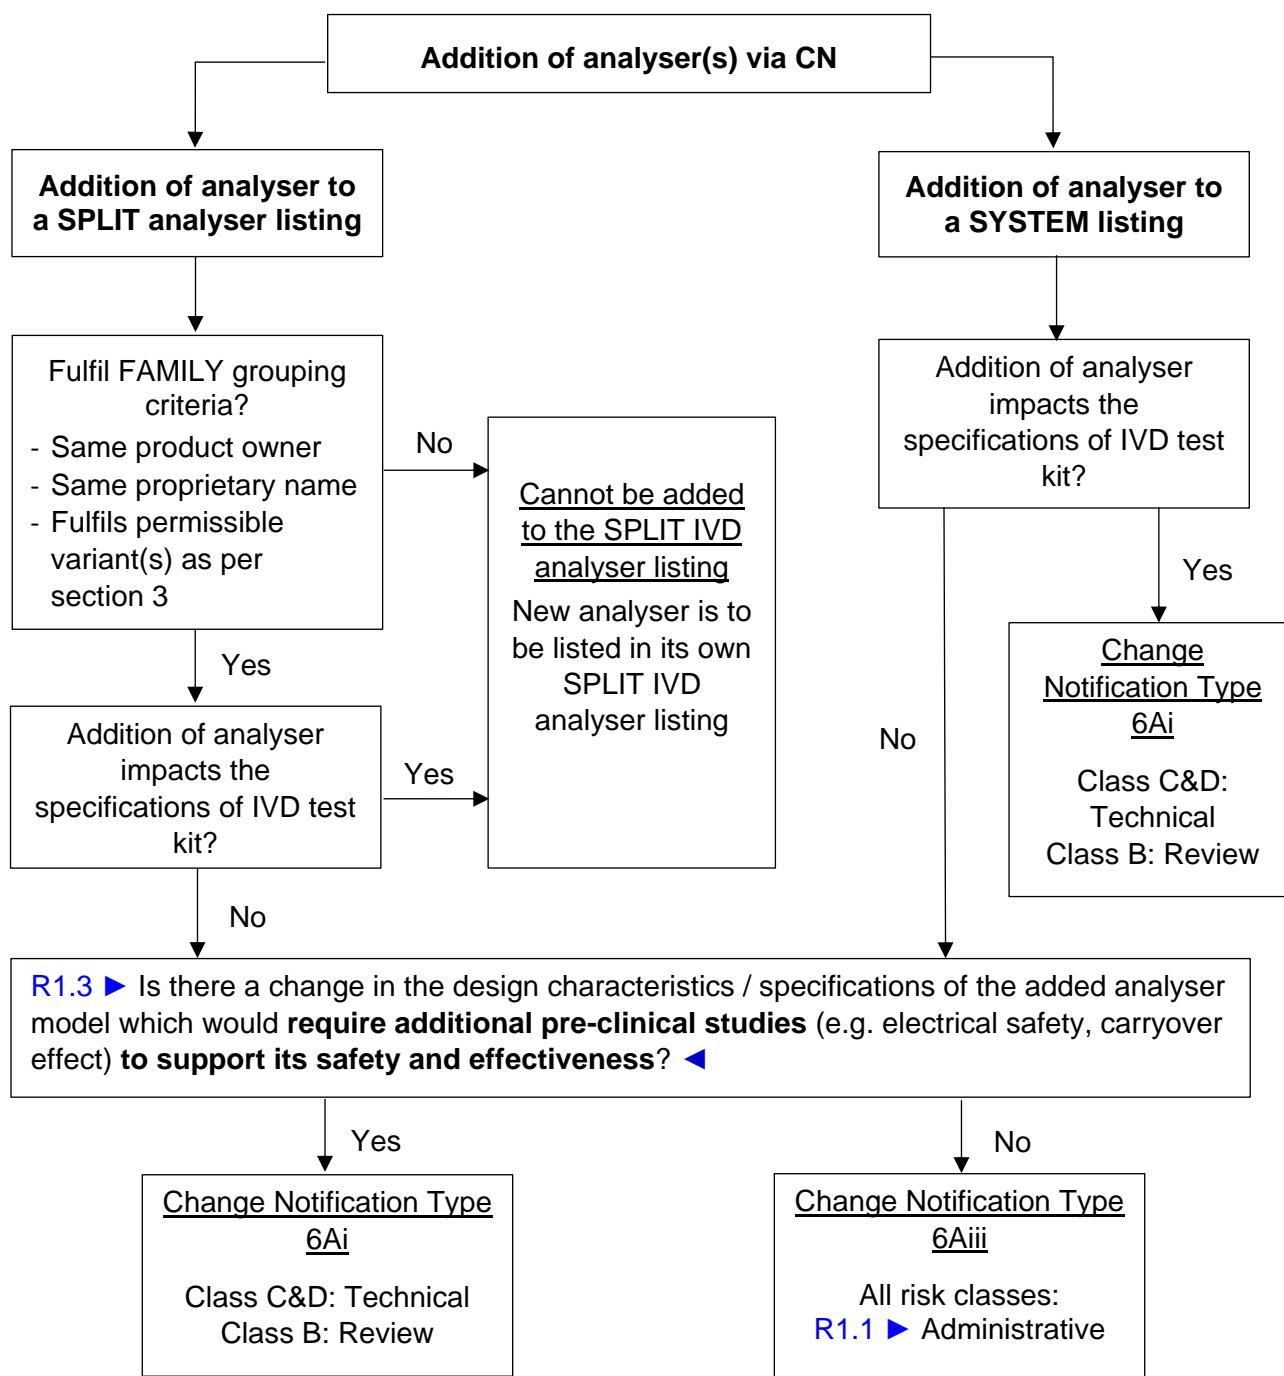 Addition of analyser(s) via CN
Addition of analyser to
a SPLIT analyser listing
Addition of analyser to
a SYSTEM listing
Fulfil FAMILY grouping
criteria?
- Same product owner
- Same proprietary name
- Fulfils permissible
variant(s) as per
section 3
No
Cannot be added
to the SPLIT IVD
analyser listing
New analyser is to
be listed in its own
SPLIT IVD
analyser listing
Addition of analyser
impacts the
specifications of IVD test
kit?
Yes
Change
Notification Type
6Ai
Class C&D:
Technical
Class B: Review
No
Yes
Addition of analyser
impacts the
specifications of IVD test
kit?
Yes
No
R1.3 ► Is there a change in the design characteristics / specifications of the added analyser
model which would require additional pre-clinical studies (e.g. electrical safety, carryover
effect) to support its safety and effectiveness? ◄
Yes
No
Change Notification Type
6Ai
Class C&D: Technical
Class B: Review
Change Notification Type
6Aiii
All risk classes:
R1.1 ► Administrative